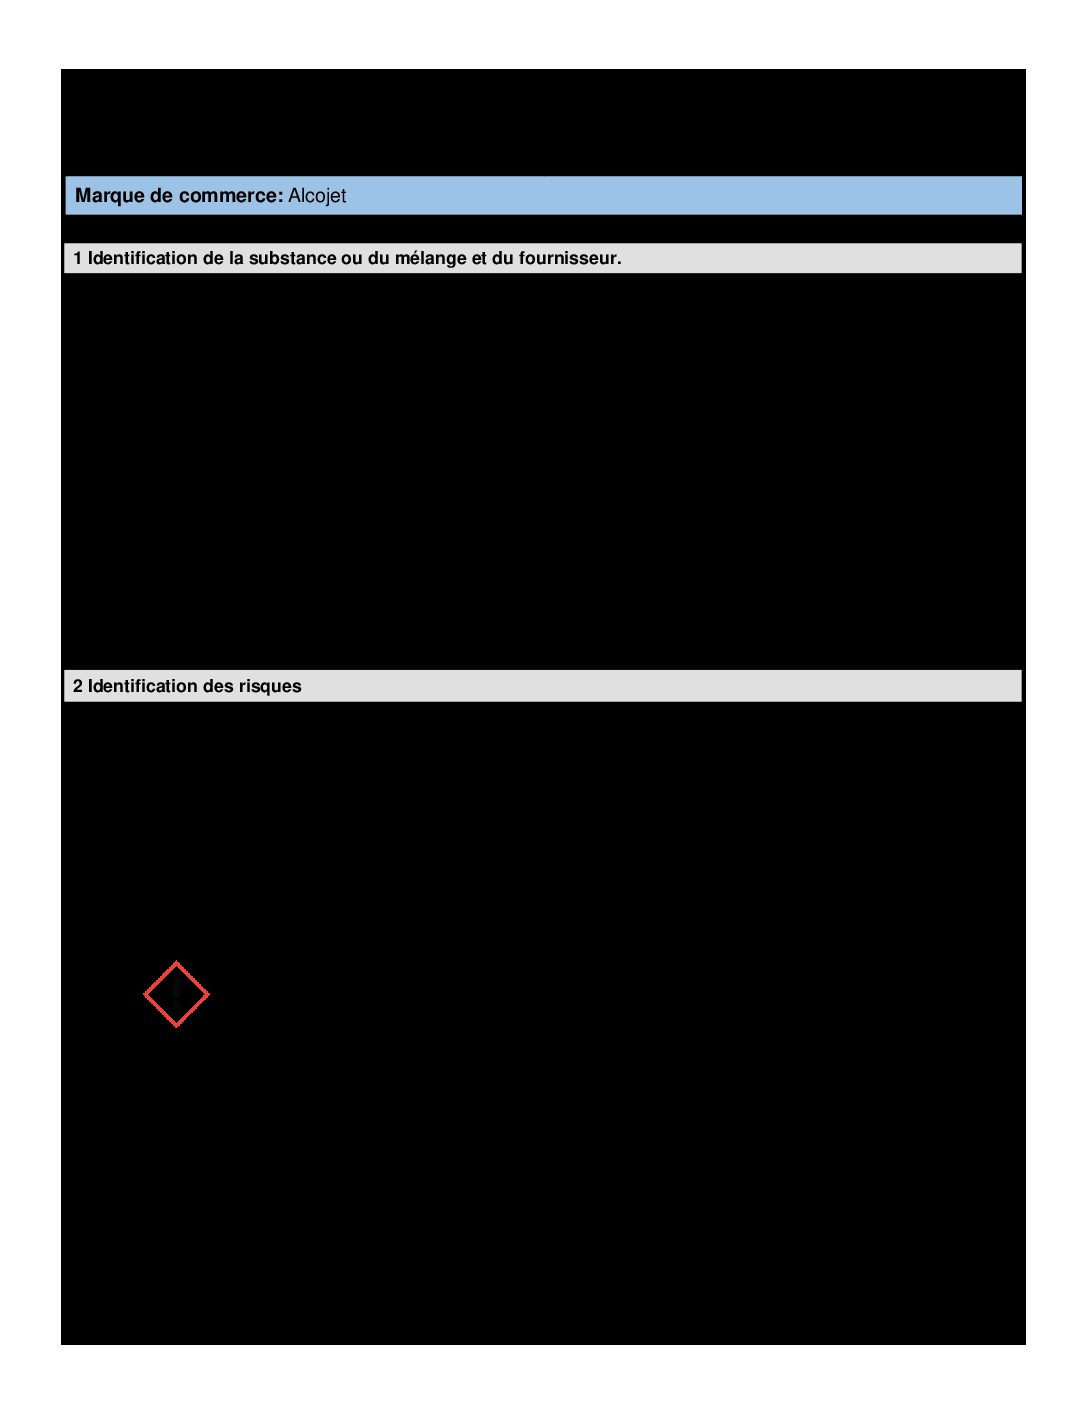 Marque de commerce: Alcojet
1 Identification de la substance ou du mélange et du fournisseur.
2 Identification des risques